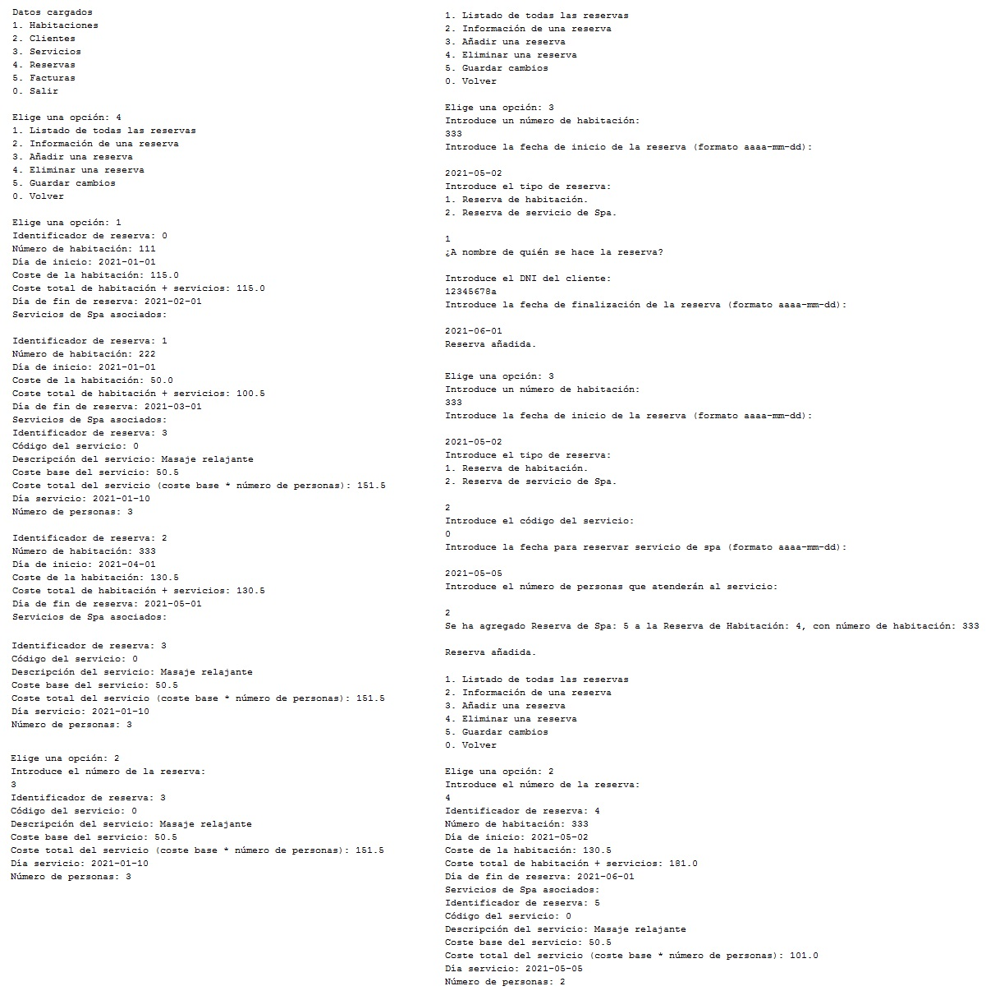 Datos cargados
1. Habitaciones
2. Clientes
3. Servicios
4. Reservas
5. Facturas
0. Salir
Elige una opción: 4
1. Listado de todas las reservas
2. Información de una reserva
3. Añadir una reserva
4. Eliminar una reserva
5. Guardar cambios
0. Volver
Elige una opción: 1
Identificador de reserva: 0
Número de habitación: 111
Día de inicio: 2021-01-01
Coste de la habitación: 115.0
Coste total de habitación + servicios: 115.0
Día de fin de reserva: 2021-02-01
Servicios de Spa asociados:
Identificador de reserva: 1
Número de habitación: 222
Día de inicio: 2021-01-01
Coste de la habitación: 50.0
Coste total de habitación + servicios: 100.5
Día de fin de reserva: 2021-03-01
Servicios de Spa asociados:
Identificador de reserva: 3
Código del servicio: 0
Descripción del servicio: Masaje relajante
Coste base del servicio: 50.5
Coste total del servicio (coste base * número de personas): 151.5
Día servicio: 2021-01-10
Número de personas: 3
Identificador de reserva: 2
Número de habitación: 333
Día de inicio: 2021-04-01
Coste de la habitación: 130.5
Coste total de habitación + servicios: 130.5
Día de fin de reserva: 2021-05-01
Servicios de Spa asociados:
Identificador de reserva: 3
Código del servicio: 0
Descripción del servicio: Masaje relajante
Coste base del servicio: 50.5
Coste total del servicio (coste base * número de personas): 151.5
Día servicio: 2021-01-10
Número de personas: 3
Elige una opción: 2
Introduce el número de la reserva:
3
Identificador de reserva: 3
Código del servicio: 0
Descripción del servicio: Masaje relajante
Coste base del servicio: 50.5
Coste total del servicio (coste base * número de personas): 151.5
Día servicio: 2021-01-10
Número de personas: 3
1. Listado de todas las reservas
2. Información de una reserva
3. Añadir una reserva
4. Eliminar una reserva
5. Guardar cambios
0. Volver
Elige una opción: 3
Introduce un número de habitación:
333
Introduce la fecha de inicio de la reserva (formato aaaa-mm-dd):
2021-05-02
Introduce el tipo de reserva:
1. Reserva de habitación.
2. Reserva de servicio de Spa.
1
¿A nombre de quién se hace la reserva?
Introduce el DNI del cliente:
12345678a
Introduce la fecha de finalización de la reserva (formato aaaa-mm-dd):
2021-06-01
Reserva añadida.
Elige una opción: 3
Introduce un número de habitación:
333
Introduce la fecha de inicio de la reserva (formato aaaa-mm-dd):
2021-05-02
Introduce el tipo de reserva:
1. Reserva de habitación.
2. Reserva de servicio de Spa.
2
Introduce el código del servicio:
0
Introduce la fecha para reservar servicio de spa (formato aaaa-mm-dd):
2021-05-05
Introduce el número de personas que atenderán al servicio:
2
Se ha agregado Reserva de Spa: 5 a la Reserva de Habitación: 4, con número de habitación: 333
Reserva añadida.
1. Listado de todas las reservas
2. Información de una reserva
3. Añadir una reserva
4. Eliminar una reserva
5. Guardar cambios
0. Volver
Elige una opción: 2
Introduce el número de la reserva:
4
Identificador de reserva: 4
Número de habitación: 333
Día de inicio: 2021-05-02
Coste de la habitación: 130.5
Coste total de habitación + servicios: 181.0
Día de fin de reserva: 2021-06-01
Servicios de Spa asociados:
Identificador de reserva: 5
Código del servicio: 0
Descripción del servicio: Masaje relajante
Coste base del servicio: 50.5
Coste total del servicio (coste base * número de personas): 101.0
Día servicio: 2021-05-05
Número de personas: 2